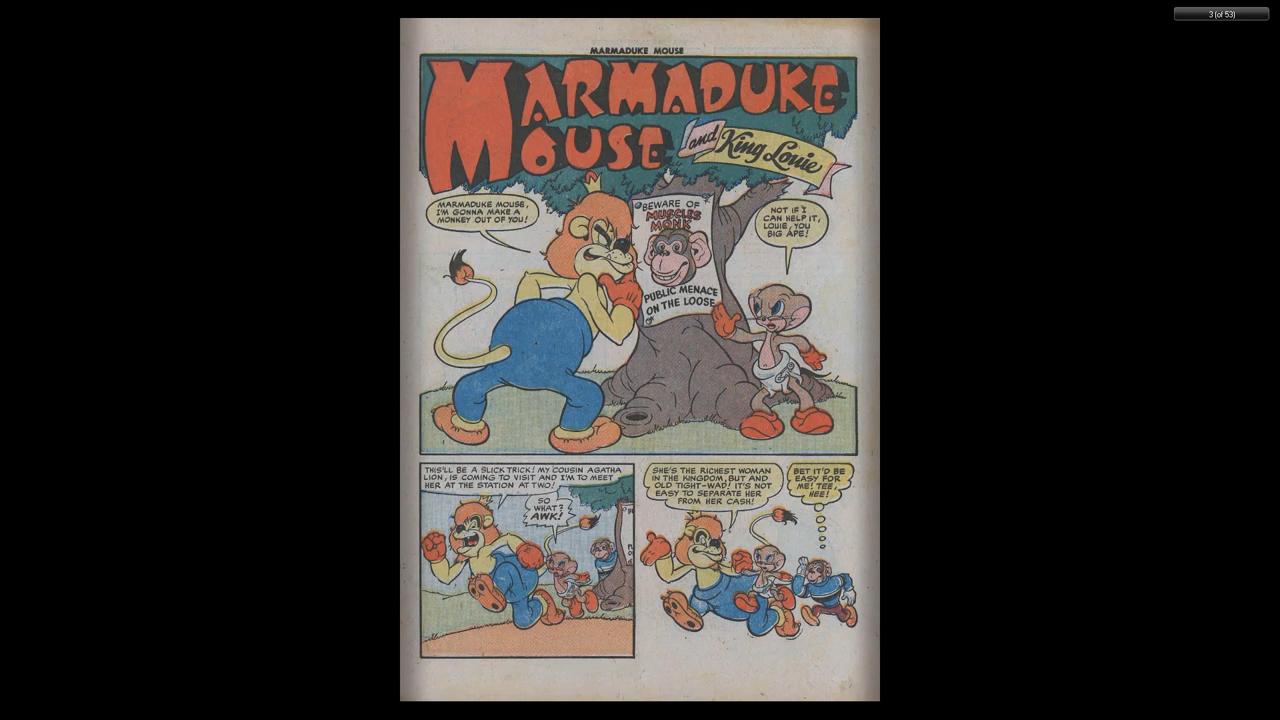 3 (of 53)
MARMADUKE MOUSE
MARMADUKE
MOUSE
and King Louie
MARMADUKE MOUSE,
I'M GONNA MAKE A
MONKEY OUT OF YOU!
BEWARE OF
MUSCLES
MONK
PUBLIC MENACE
ON THE LOOSE
NOT IF I
CAN HELP IT,
LOUIE, YOU
BIG APE!
THIS'LL BE A SLICK TRICK! MY COUSIN AGATHA
LION, IS COMING TO VISIT AND I'M TO MEET
HER AT THE STATION AT TWO!
SO
WHAT?
AWK!
SHE'S THE RICHEST WOMAN
IN THE KINGDOM, BUT AND
OLD TIGHT-WAD! IT'S NOT
EASY TO SEPARATE HER
FROM HER CASH!
BET IT'D BE
EASY FOR
ME! TEE,
HEE!